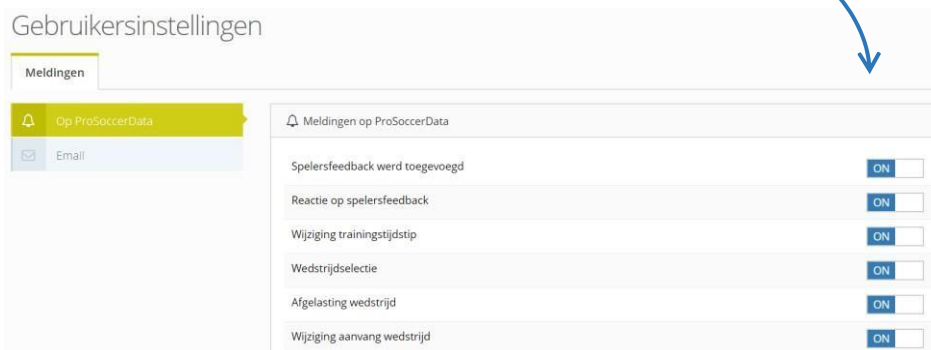 Gebruikersinstellingen
Meldingen
Op ProSoccerData
Email
Meldingen op ProSoccerData
Spelersfeedback werd toegevoegd ON
Reactie op spelersfeedback ON
Wijziging trainingstijdstip ON
Wedstrijdselectie ON
Afgelasting wedstrijd ON
Wijziging aanvang wedstrijd ON